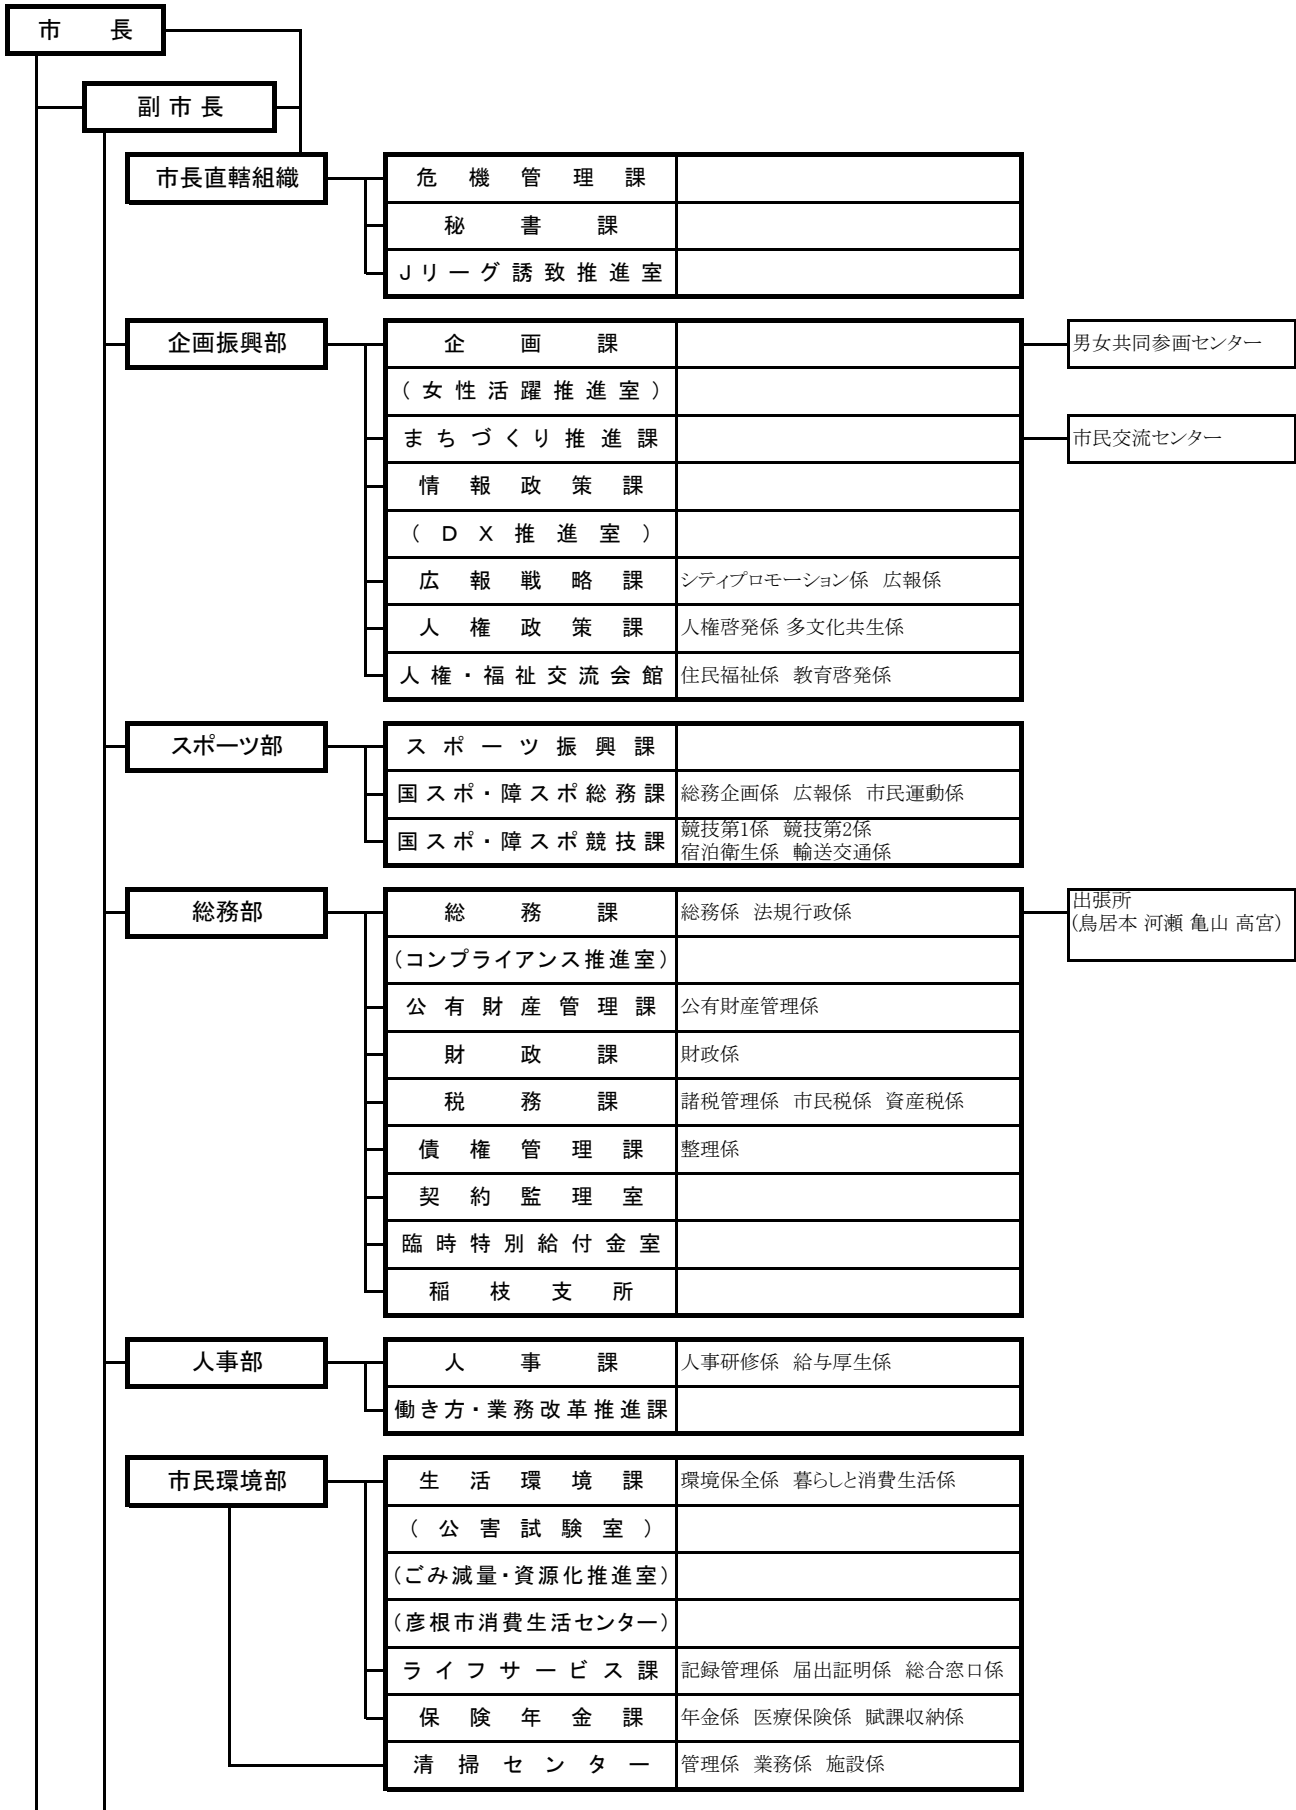 市長
副市長
市長直轄組織
危機管理課
秘書課
Jリーグ誘致推進室
企画振興部
企画課
男女共同参画センター
(女性活躍推進室)
まちづくり推進課
市民交流センター
情報政策課
(DX推進室)
広報戦略課 シティプロモーション係 広報係
人権政策課 人権啓発係 多文化共生係
人権・福祉交流会館 住民福祉係 教育啓発係
スポーツ部
スポーツ振興課
国スポ・障スポ総務課 総務企画係 広報係 市民運動係
国スポ・障スポ競技課 競技第1係 競技第2係
宿泊衛生係 輸送交通係
総務部
総務課 総務係 法規行政係
出張所
(鳥居本 河瀬 亀山 高宮)
(コンプライアンス推進室)
公有財産管理課 公有財産管理係
財政課 財政係
税務課 諸税管理係 市民税係 資産税係
債権管理課 整理係
契約監理室
臨時特別給付金室
稲枝支所
人事部
人事課 人事研修係 給与厚生係
働き方・業務改革推進課
市民環境部
生活環境課 環境保全係 暮らしと消費生活係
(公害試験室)
(ごみ減量・資源化推進室)
(彦根市消費生活センター)
ライフサービス課 記録管理係 届出証明係 総合窓口係
保険年金課 年金係 医療保険係 賦課収納係
清掃センター 管理係 業務係 施設係